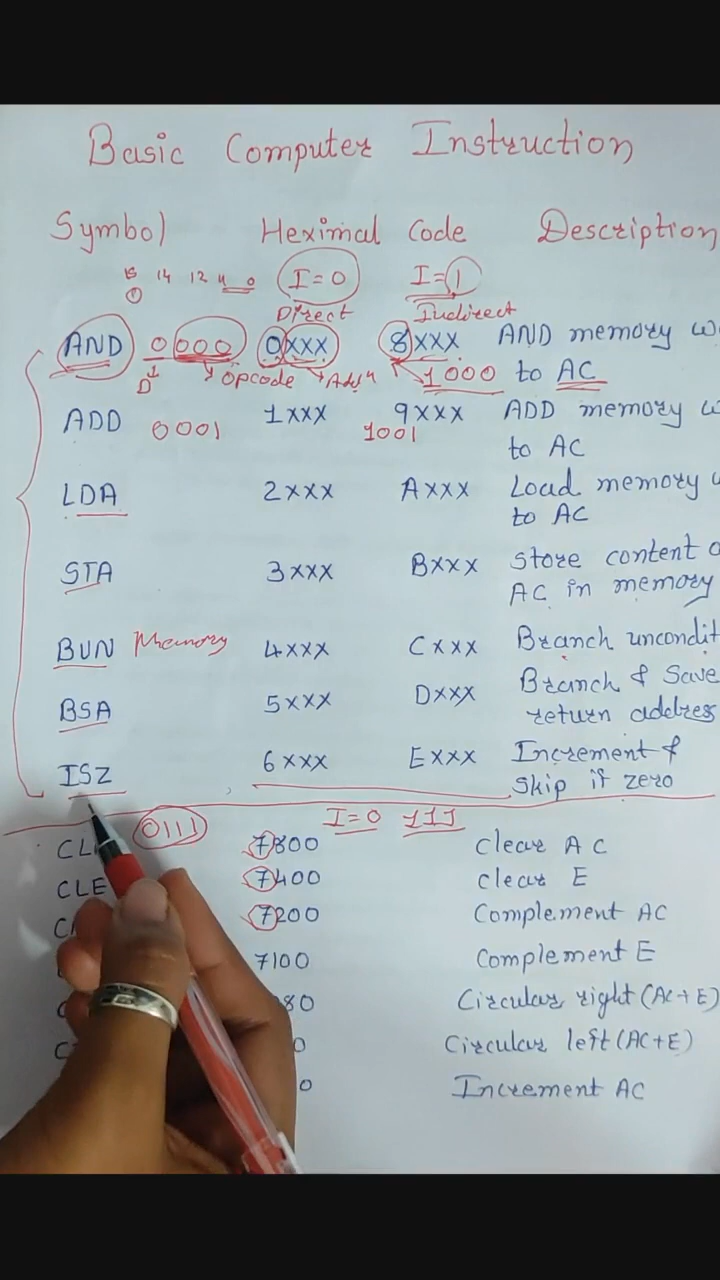 Basic Computer Instruction
Symbol Heximal Code Description
15 14 12 11 0 I=0 I=1
Direct Indirect
AND 0 000 0xxx 8xxx AND memory
D opcode 1000 to AC
ADD 0001 1xxx 9xxx ADD memory
1001 to AC
LDA 2xxx Axxx Load memory
to AC
STA 3xxx Bxxx Store content
AC in memory
BUN Memory 4xxx Cxxx Branch uncondit
BSA 5xxx Dxxx Branch & Save
return address
ISZ 6xxx Exxx Increment &
Skip if zero
0111 I=0 111
7800 Clear AC
CLE 7400 Clear E
7200 Complement AC
7100 Complement E
80 Circular right (AC+E)
Circular left (AC+E)
Increment AC